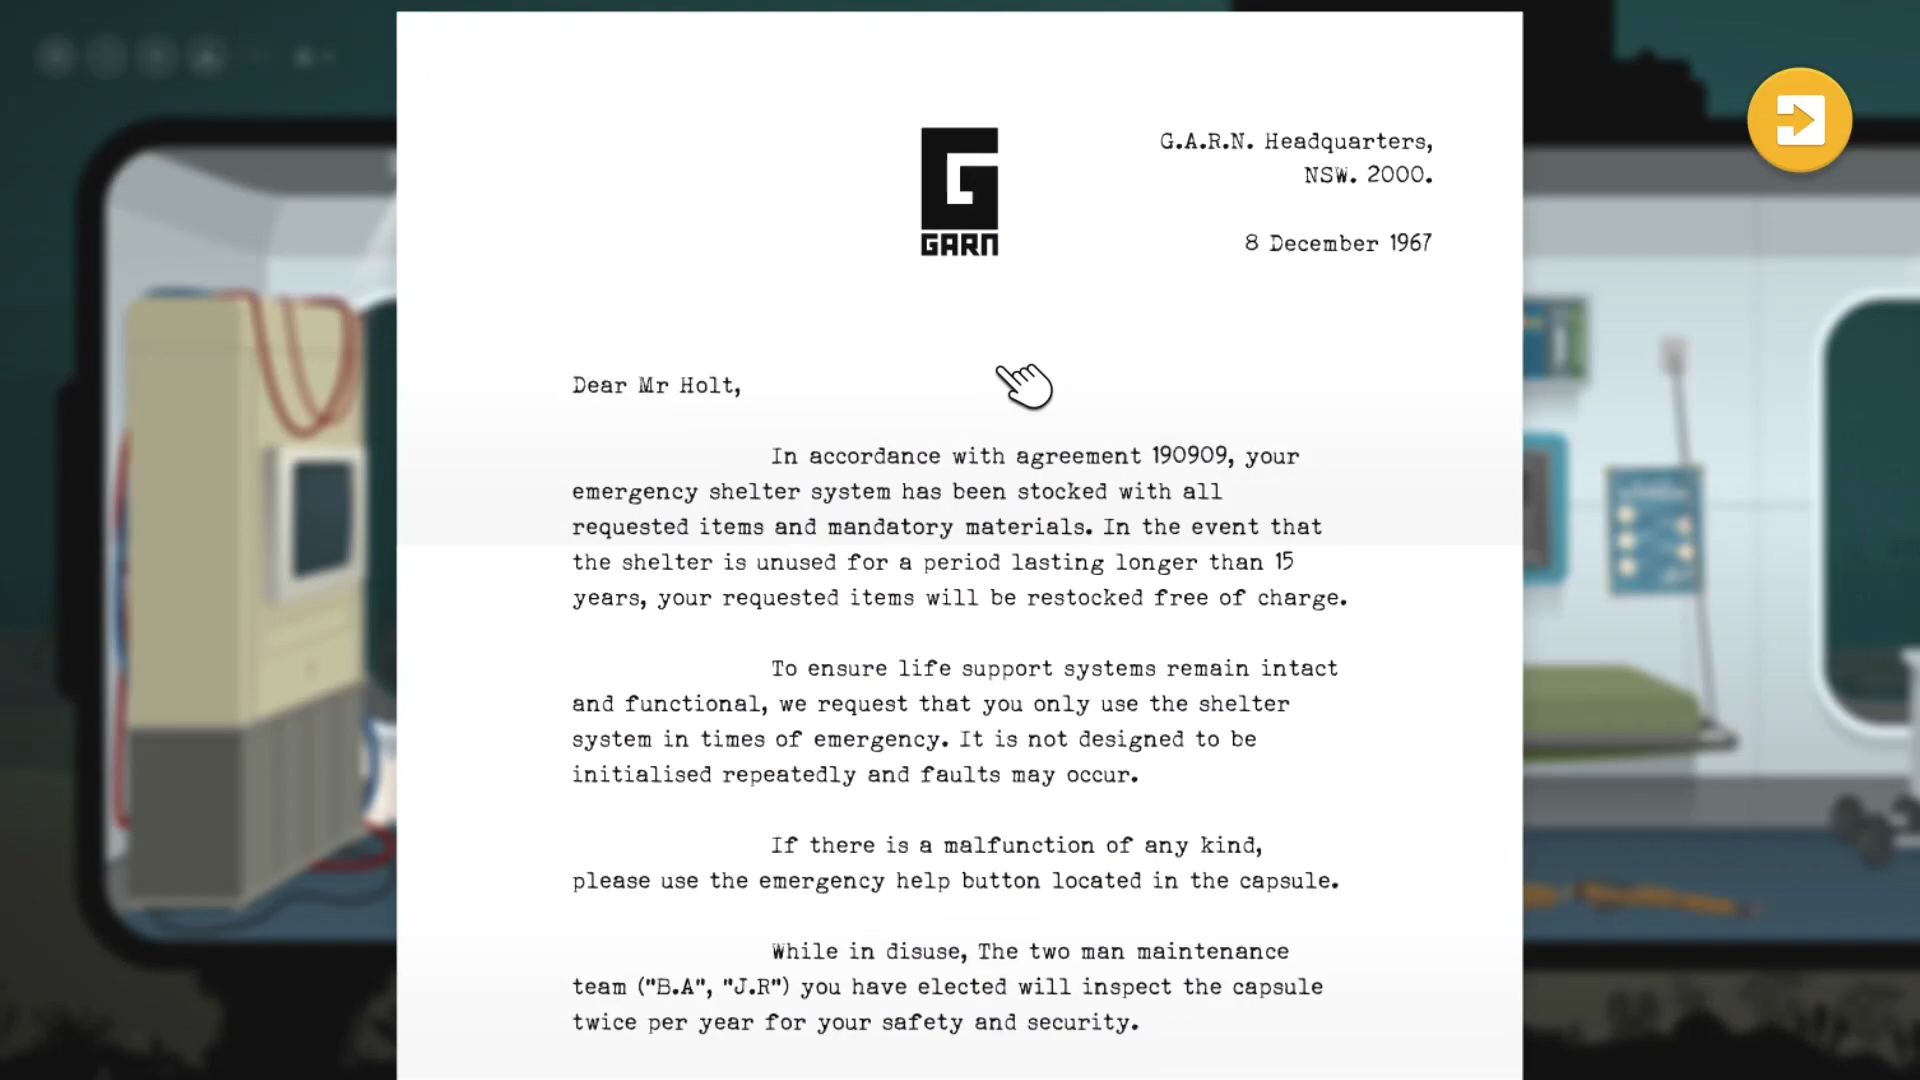 GARN
G.A.R.N. Headquarters,
NSW. 2000.
8 December 1967
Dear Mr Holt,
In accordance with agreement 190909, your
emergency shelter system has been stocked with all
requested items and mandatory materials. In the event that
the shelter is unused for a period lasting longer than 15
years, your requested items will be restocked free of charge.
To ensure life support systems remain intact
and functional, we request that you only use the shelter
system in times of emergency. It is not designed to be
initialised repeatedly and faults may occur.
If there is a malfunction of any kind,
please use the emergency help button located in the capsule.
While in disuse, The two man maintenance
team ("B.A", "J.R") you have elected will inspect the capsule
twice per year for your safety and security.